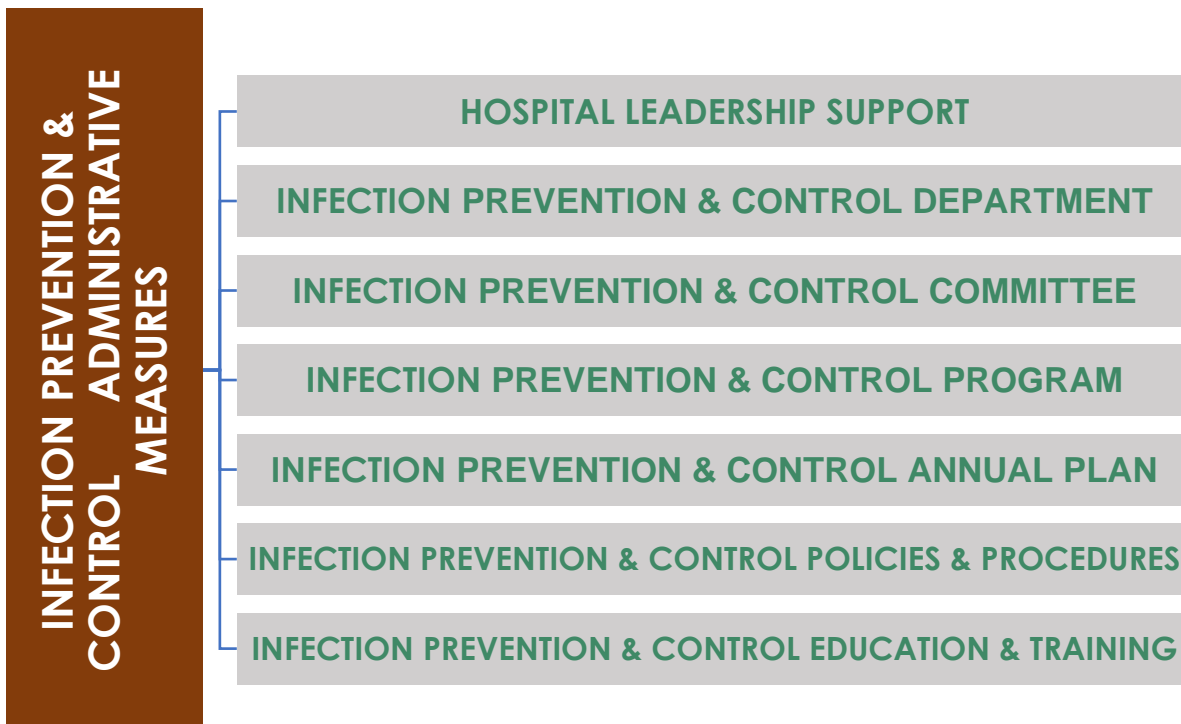 INFECTION PREVENTION &
CONTROL ADMINISTRATIVE
MEASURES
HOSPITAL LEADERSHIP SUPPORT
INFECTION PREVENTION & CONTROL DEPARTMENT
INFECTION PREVENTION & CONTROL COMMITTEE
INFECTION PREVENTION & CONTROL PROGRAM
INFECTION PREVENTION & CONTROL ANNUAL PLAN
INFECTION PREVENTION & CONTROL POLICIES & PROCEDURES
INFECTION PREVENTION & CONTROL EDUCATION & TRAINING